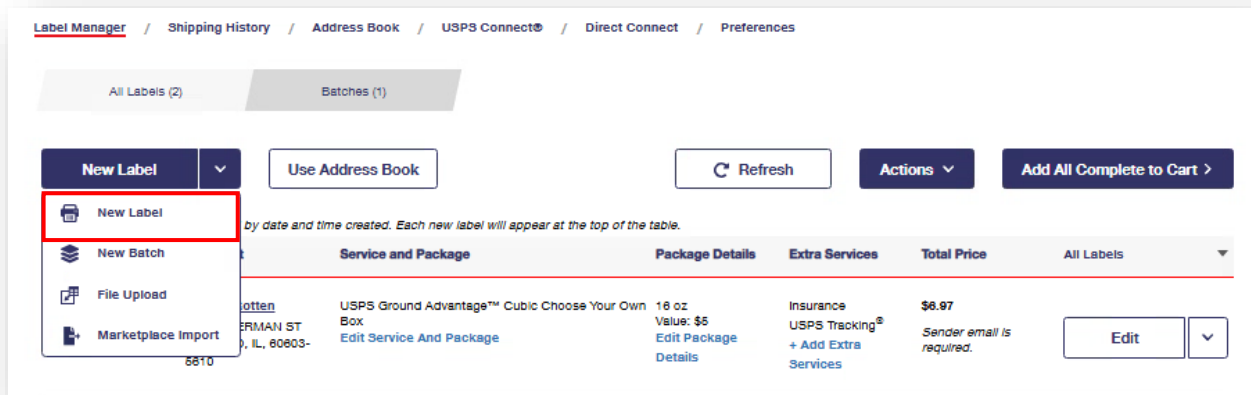 Label Manager / Shipping History / Address Book / USPS Connect® / Direct Connect / Preferences
All Labels (2) Batches (1)
New Label Use Address Book Refresh Actions Add All Complete to Cart >
New Label
by date and time created. Each new label will appear at the top of the table.
New Batch
Service and Package Package Details Extra Services Total Price All Labels
File Upload
Marketplace Import
USPS Ground Advantage™ Cubic Choose Your Own 16 oz Insurance $6.97
Box Value: $5 USPS Tracking® Sender email is
ERMAN ST Edit Service And Package Edit Package + Add Extra required. Edit
IL, 60603- Details Services